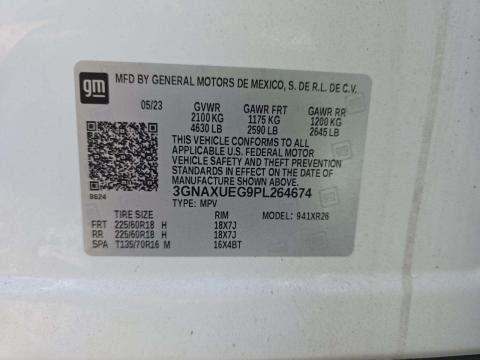 gm
MFD BY GENERAL MOTORS DE MEXICO, S. DE R.L. DE C.V.
05/23 GVWR GAWR FRT GAWR RR
2100 KG 1175 KG 1200 KG
4630 LB 2590 LB 2645 LB
THIS VEHICLE CONFORMS TO ALL
APPLICABLE U.S. FEDERAL MOTOR
VEHICLE SAFETY AND THEFT PREVENTION
STANDARDS IN EFFECT ON THE DATE OF
MANUFACTURE SHOWN ABOVE.
3GNAXUEG9PL264674
9624 TYPE: MPV MODEL: 941XR26
TIRE SIZE RIM
FRT 225/60R18 H 18X7J
RR 225/60R18 H 18X7J
SPA T135/70R16 M 16X4BT